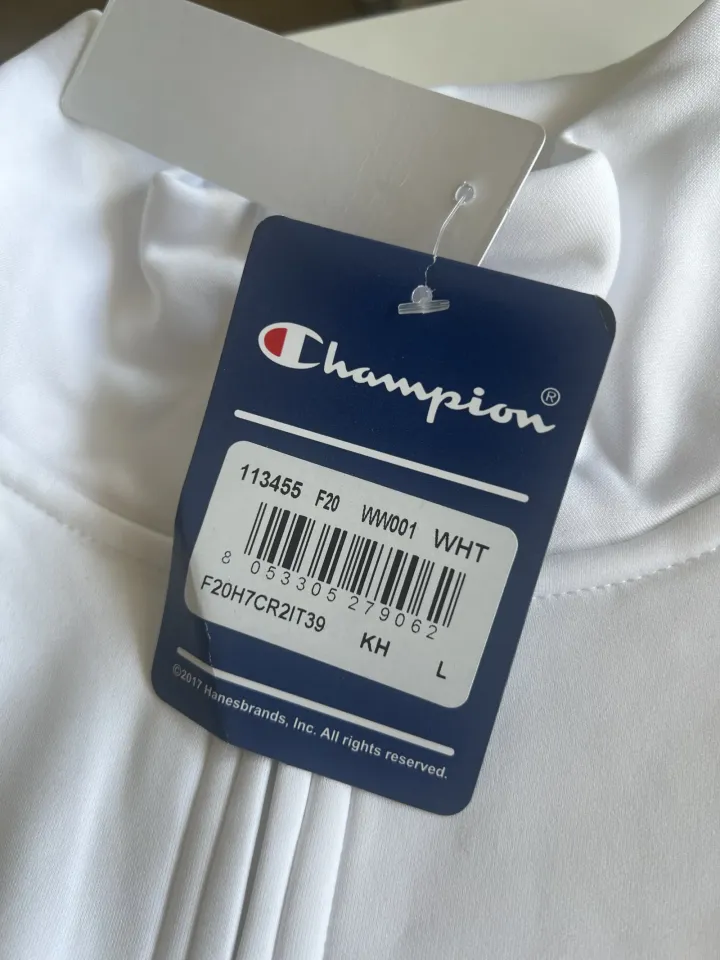 Champion®
113455 F20 WW001 WHT
8 053305 279062
F20H7CR2IT39 KH L
©2017 Hanesbrands, Inc. All rights reserved.